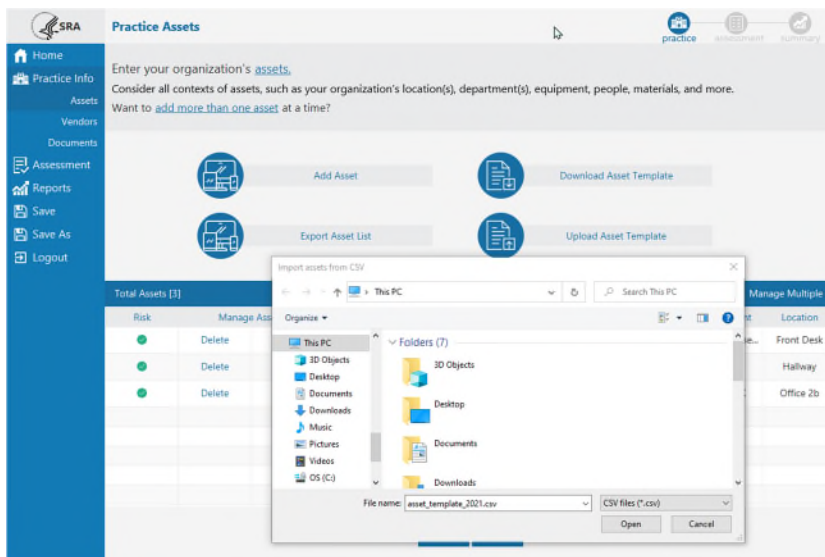 SRA
Practice Assets
practice
assessment
summary
Home
Practice Info
Assets
Vendors
Documents
Assessment
Reports
Save
Save As
Logout
Enter your organization's assets.
Consider all contexts of assets, such as your organization's location(s), department(s), equipment, people, materials, and more.
Want to add more than one asset at a time?
Add Asset
Download Asset Template
Export Asset List
Upload Asset Template
Total Assets [3]
Manage Multiple
Risk
Manage Ass
Location
Delete
Front Desk
Delete
Hallway
Delete
Office 2b
Import assets from CSV
This PC
Search This PC
Organize
This PC
3D Objects
Desktop
Documents
Downloads
Music
Pictures
Videos
OS (C:)
Folders (7)
3D Objects
Desktop
Documents
Downloads
File name: asset_template_2021.csv
CSV files (*.csv)
Open
Cancel